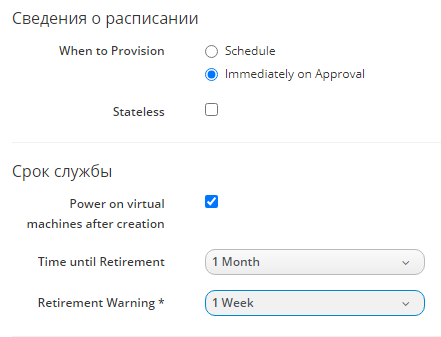 Сведения о расписании
When to Provision
Schedule
Immediately on Approval
Stateless
Срок службы
Power on virtual
machines after creation
Time until Retirement
1 Month
Retirement Warning *
1 Week